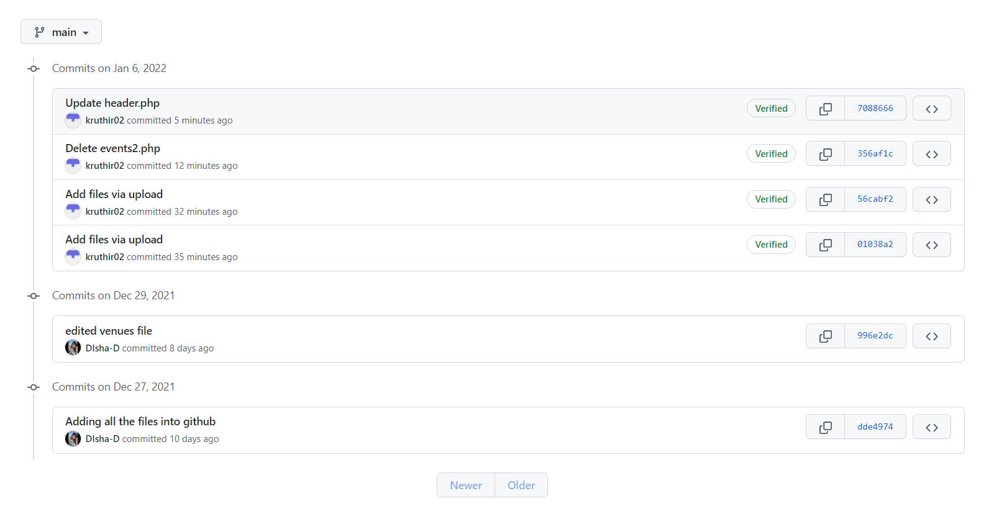 main
Commits on Jan 6, 2022
Update header.php
kruthir02 committed 5 minutes ago
Verified
7088666
Delete events2.php
kruthir02 committed 12 minutes ago
Verified
356af1c
Add files via upload
kruthir02 committed 32 minutes ago
Verified
56cabf2
Add files via upload
kruthir02 committed 35 minutes ago
Verified
01038a2
Commits on Dec 29, 2021
edited venues file
DIsha-D committed 8 days ago
996e2dc
Commits on Dec 27, 2021
Adding all the files into github
DIsha-D committed 10 days ago
dde4974
Newer
Older